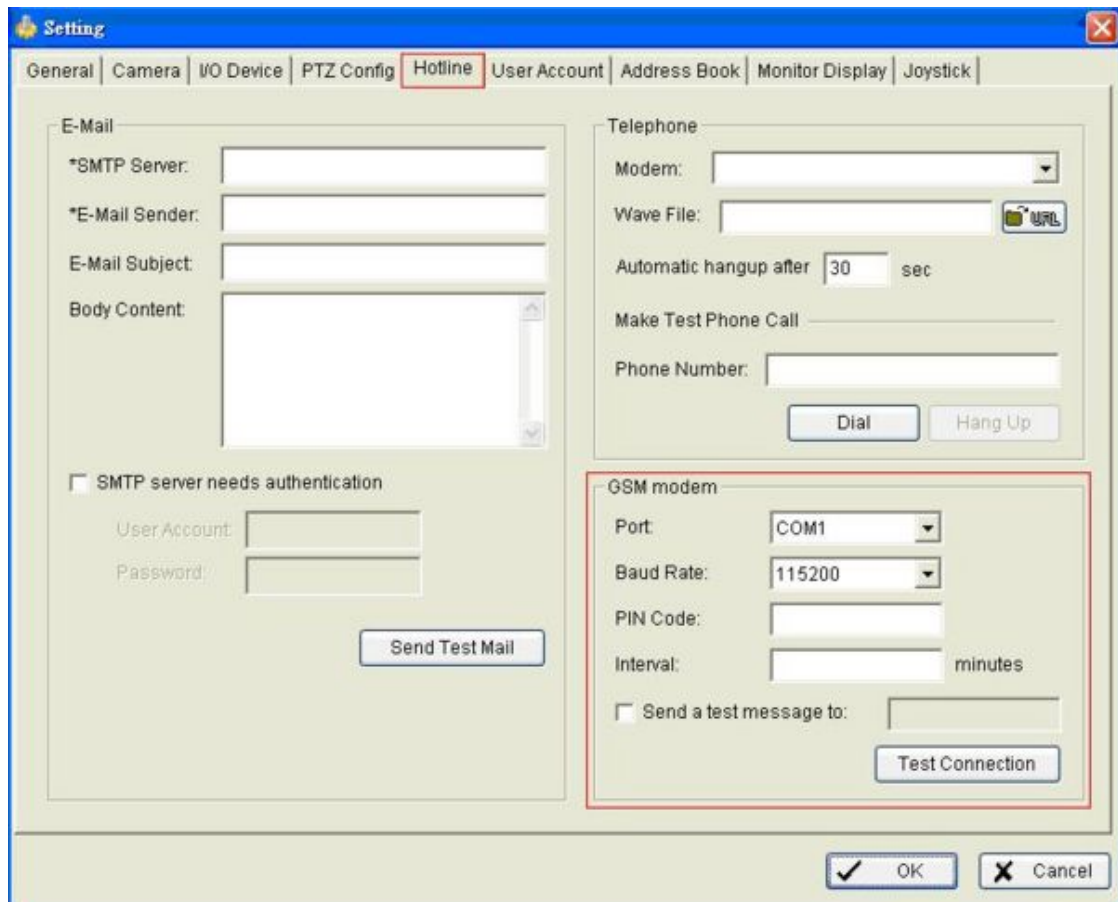 Setting
General Camera I/O Device PTZ Config Hotline User Account Address Book Monitor Display Joystick
E-Mail
*SMTP Server:
*E-Mail Sender:
E-Mail Subject:
Body Content:
SMTP server needs authentication
User Account:
Password:
Send Test Mail
Telephone
Modem:
Wave File: URL
Automatic hangup after 30 sec
Make Test Phone Call
Phone Number:
Dial Hang Up
GSM modem
Port: COM1
Baud Rate: 115200
PIN Code:
Interval: minutes
Send a test message to:
Test Connection
OK Cancel